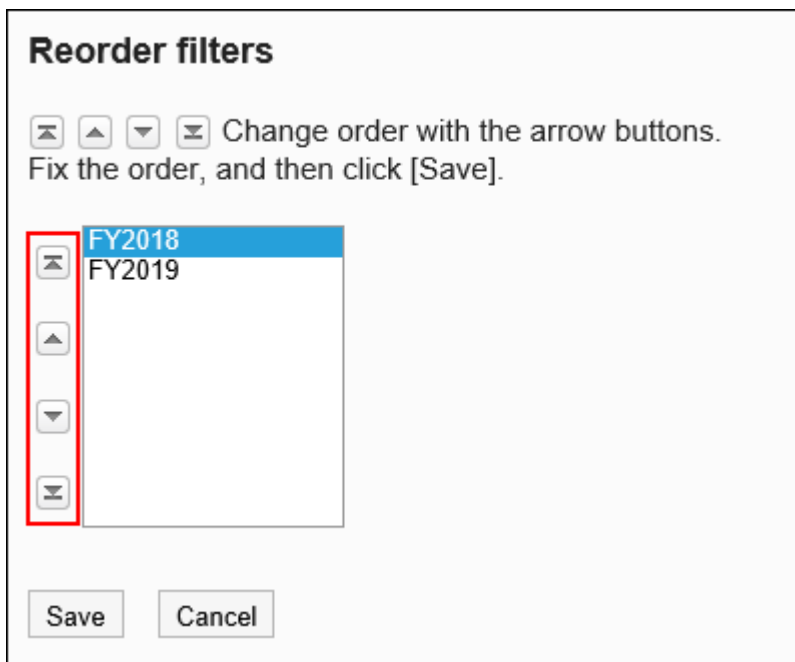 Reorder filters
Change order with the arrow buttons.
Fix the order, and then click [Save].
FY2018
FY2019
Save
Cancel